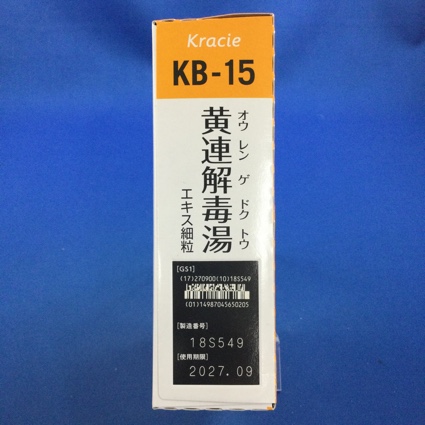 Kracie
KB-15
黄連解毒湯
オウ レン ゲ ドク トウ
エキス細粒
[GS1]
(17)270900(10)18S549
(01)14987045650205
[製造番号]
18S549
[使用期限]
2027.09